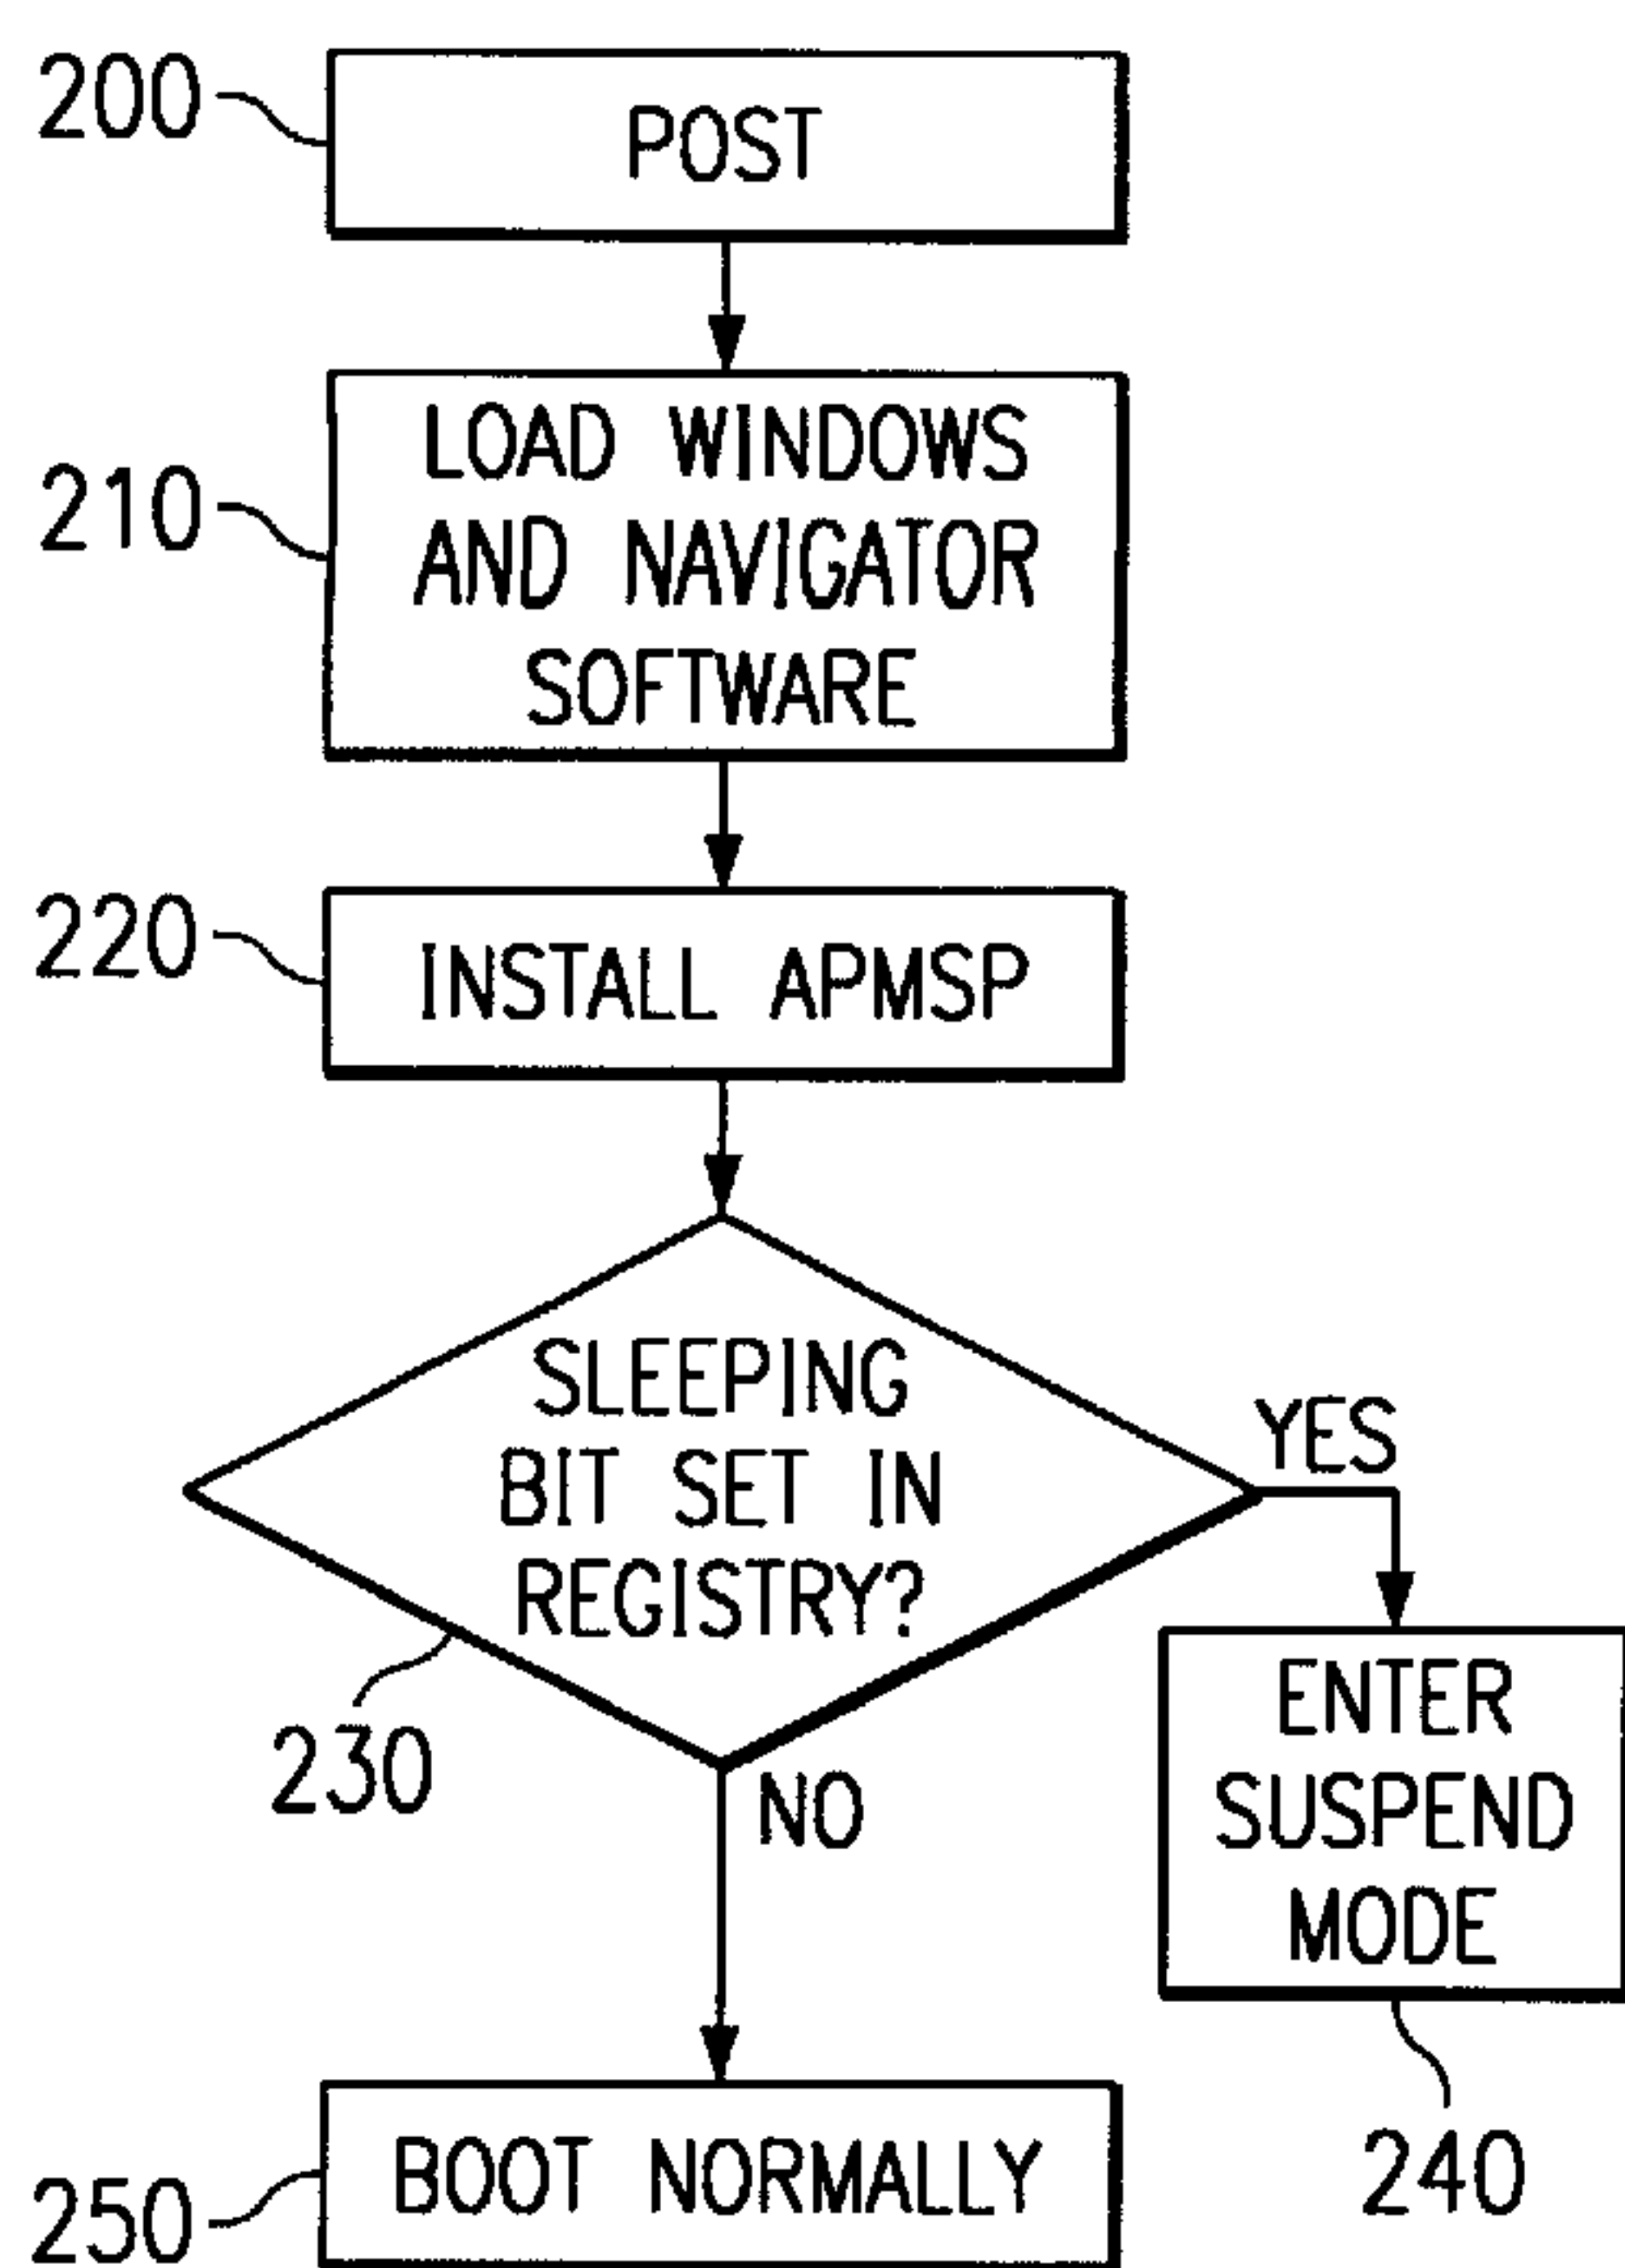 200
POST
210
LOAD WINDOWS
AND NAVIGATOR
SOFTWARE
220
INSTALL APMSP
SLEEPING
BIT SET IN
REGISTRY?
YES
230
NO
ENTER
SUSPEND
MODE
240
250
BOOT NORMALLY